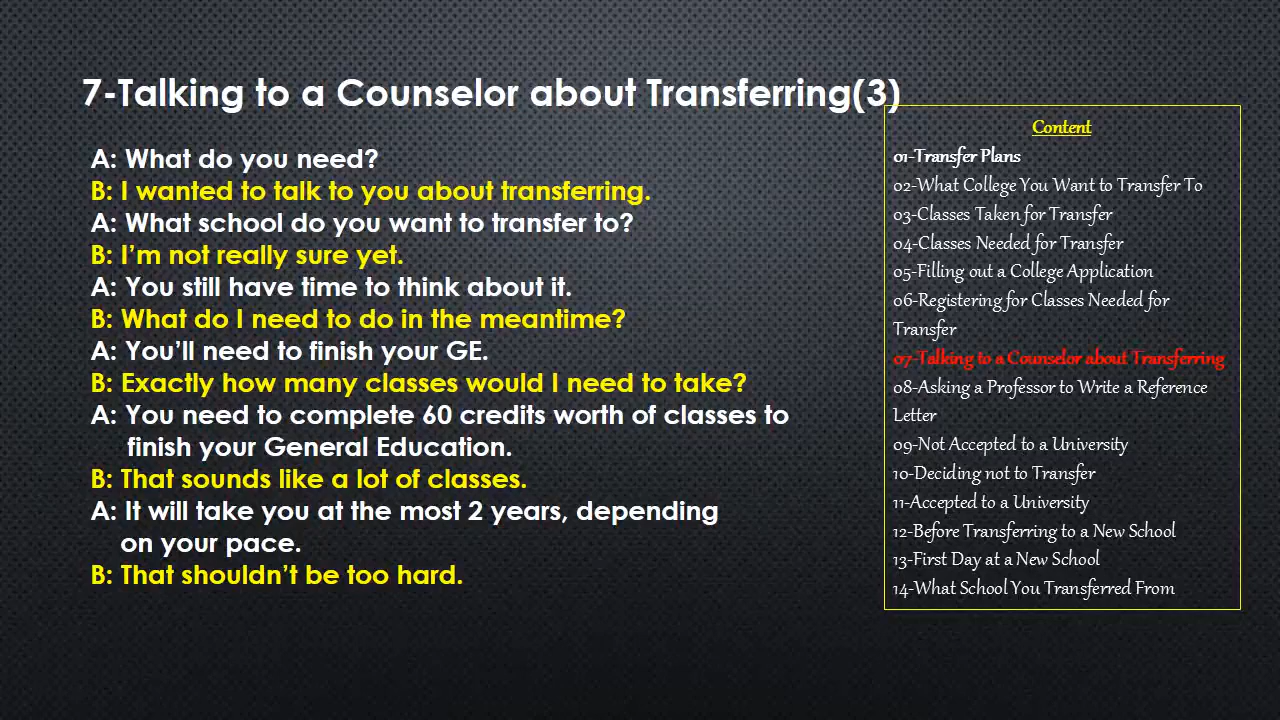 7-Talking to a Counselor about Transferring(3)
A: What do you need?
B: I wanted to talk to you about transferring.
A: What school do you want to transfer to?
B: I’m not really sure yet.
A: You still have time to think about it.
B: What do I need to do in the meantime?
A: You’ll need to finish your GE.
B: Exactly how many classes would I need to take?
A: You need to complete 60 credits worth of classes to
finish your General Education.
B: That sounds like a lot of classes.
A: It will take you at the most 2 years, depending
on your pace.
B: That shouldn’t be too hard.
Content
01-Transfer Plans
02-What College You Want to Transfer To
03-Classes Taken for Transfer
04-Classes Needed for Transfer
05-Filling out a College Application
06-Registering for Classes Needed for
Transfer
07-Talking to a Counselor about Transferring
08-Asking a Professor to Write a Reference
Letter
09-Not Accepted to a University
10-Deciding not to Transfer
11-Accepted to a University
12-Before Transferring to a New School
13-First Day at a New School
14-What School You Transferred From